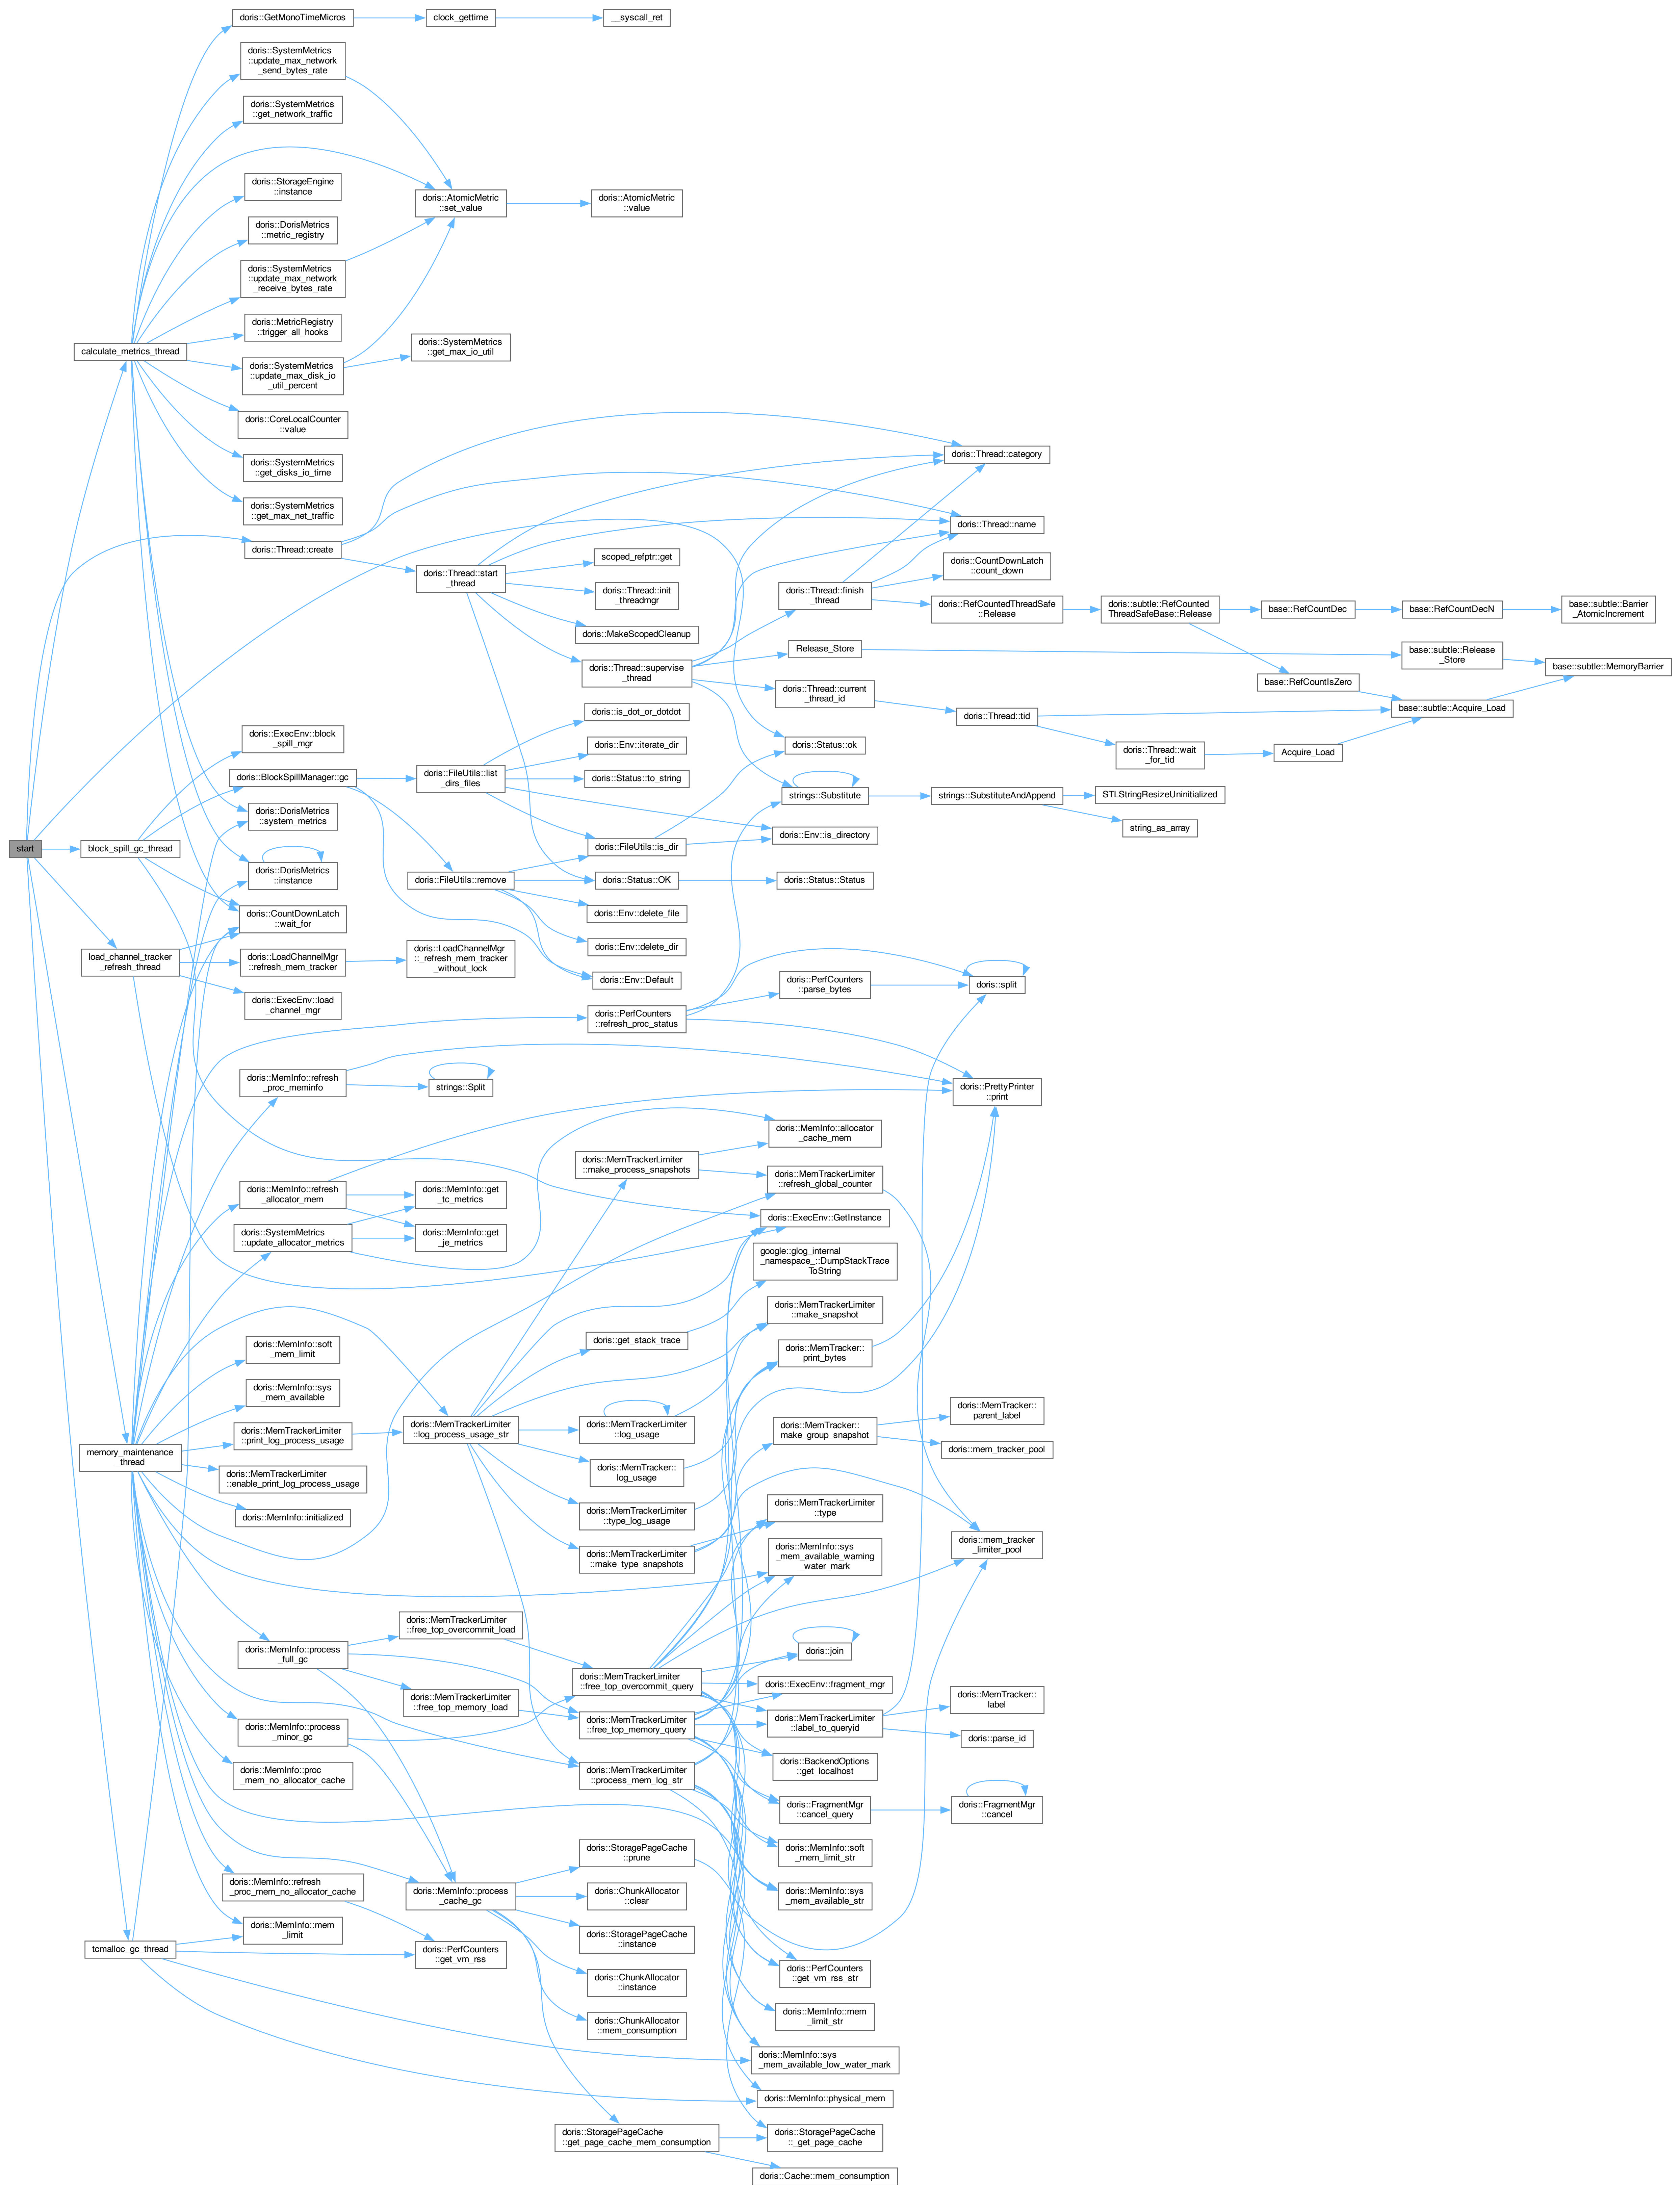 start
calculate_metrics_thread
block_spill_gc_thread
load_channel_tracker
_refresh_thread
memory_maintenance
_thread
tcmalloc_gc_thread
doris::GetMonoTimeMicros
doris::SystemMetrics
::update_max_network
_send_bytes_rate
doris::SystemMetrics
::get_network_traffic
doris::StorageEngine
::instance
doris::DorisMetrics
::metric_registry
doris::SystemMetrics
::update_max_network
_receive_bytes_rate
doris::MetricRegistry
::trigger_all_hooks
doris::SystemMetrics
::update_max_disk_io
_util_percent
doris::CoreLocalCounter
::value
doris::SystemMetrics
::get_disks_io_time
doris::SystemMetrics
::get_max_net_traffic
doris::Thread::create
doris::ExecEnv::block
_spill_mgr
doris::BlockSpillManager::gc
doris::DorisMetrics
::system_metrics
doris::DorisMetrics
::instance
doris::CountDownLatch
::wait_for
doris::LoadChannelMgr
::refresh_mem_tracker
doris::ExecEnv::load
_channel_mgr
doris::MemInfo::refresh
_proc_meminfo
doris::MemInfo::refresh
_allocator_mem
doris::SystemMetrics
::update_allocator_metrics
doris::MemInfo::soft
_mem_limit
doris::MemInfo::sys
_mem_available
doris::MemTrackerLimiter
::print_log_process_usage
doris::MemTrackerLimiter
::enable_print_log_process_usage
doris::MemInfo::initialized
doris::MemInfo::process
_full_gc
doris::MemInfo::process
_minor_gc
doris::MemInfo::proc
_mem_no_allocator_cache
doris::MemInfo::refresh
_proc_mem_no_allocator_cache
doris::MemInfo::mem
_limit
clock_gettime
doris::AtomicMetric
::set_value
doris::SystemMetrics
::get_max_io_util
doris::Thread::start
_thread
doris::FileUtils::list
_dirs_files
doris::FileUtils::remove
doris::LoadChannelMgr
::_refresh_mem_tracker
_without_lock
strings::Split
doris::MemInfo::get
_tc_metrics
doris::MemInfo::get
_je_metrics
doris::MemTrackerLimiter
::log_process_usage_str
doris::MemTrackerLimiter
::free_top_overcommit_load
doris::MemTrackerLimiter
::free_top_memory_load
doris::MemInfo::process
_cache_gc
doris::PerfCounters
::get_vm_rss
__syscall_ret
doris::AtomicMetric
::value
scoped_refptr::get
doris::Thread::init
_threadmgr
doris::MakeScopedCleanup
doris::Thread::supervise
_thread
doris::is_dot_or_dotdot
doris::Env::iterate_dir
doris::Status::to_string
doris::FileUtils::is_dir
doris::Status::OK
doris::Env::delete_file
doris::Env::delete_dir
doris::Env::Default
doris::PerfCounters
::refresh_proc_status
doris::MemTrackerLimiter
::make_process_snapshots
doris::get_stack_trace
doris::MemTrackerLimiter
::log_usage
doris::MemTracker::
log_usage
doris::MemTrackerLimiter
::type_log_usage
doris::MemTrackerLimiter
::make_type_snapshots
doris::MemTrackerLimiter
::free_top_overcommit_query
doris::MemTrackerLimiter
::free_top_memory_query
doris::MemTrackerLimiter
::process_mem_log_str
doris::StoragePageCache
::prune
doris::ChunkAllocator
::clear
doris::StoragePageCache
::instance
doris::ChunkAllocator
::instance
doris::ChunkAllocator
::mem_consumption
doris::StoragePageCache
::get_page_cache_mem_consumption
doris::Thread::finish
_thread
Release_Store
doris::Thread::current
_thread_id
doris::Status::ok
strings::Substitute
doris::Env::is_directory
doris::Status::Status
doris::PerfCounters
::parse_bytes
doris::MemInfo::allocator
_cache_mem
doris::MemTrackerLimiter
::refresh_global_counter
doris::ExecEnv::GetInstance
google::glog_internal
_namespace_::DumpStackTrace
ToString
doris::MemTrackerLimiter
::make_snapshot
doris::MemTracker::
print_bytes
doris::MemTracker::
make_group_snapshot
doris::MemTrackerLimiter
::type
doris::MemInfo::sys
_mem_available_warning
_water_mark
doris::join
doris::ExecEnv::fragment_mgr
doris::MemTrackerLimiter
::label_to_queryid
doris::BackendOptions
::get_localhost
doris::FragmentMgr
::cancel_query
doris::MemInfo::soft
_mem_limit_str
doris::MemInfo::sys
_mem_available_str
doris::PerfCounters
::get_vm_rss_str
doris::MemInfo::mem
_limit_str
doris::MemInfo::sys
_mem_available_low_water_mark
doris::MemInfo::physical_mem
doris::StoragePageCache
::_get_page_cache
doris::Cache::mem_consumption
doris::Thread::category
doris::Thread::name
doris::CountDownLatch
::count_down
doris::RefCountedThreadSafe
::Release
doris::Thread::tid
strings::SubstituteAndAppend
doris::split
doris::PrettyPrinter
::print
doris::MemTracker::
parent_label
doris::mem_tracker_pool
doris::mem_tracker
_limiter_pool
doris::MemTracker::
label
doris::parse_id
doris::FragmentMgr
::cancel
doris::subtle::RefCounted
ThreadSafeBase::Release
doris::Thread::wait
_for_tid
STLStringResizeUninitialized
string_as_array
base::RefCountDec
base::RefCountIsZero
Acquire_Load
base::RefCountDecN
base::subtle::Release
_Store
base::subtle::Acquire_Load
base::subtle::Barrier
_AtomicIncrement
base::subtle::MemoryBarrier